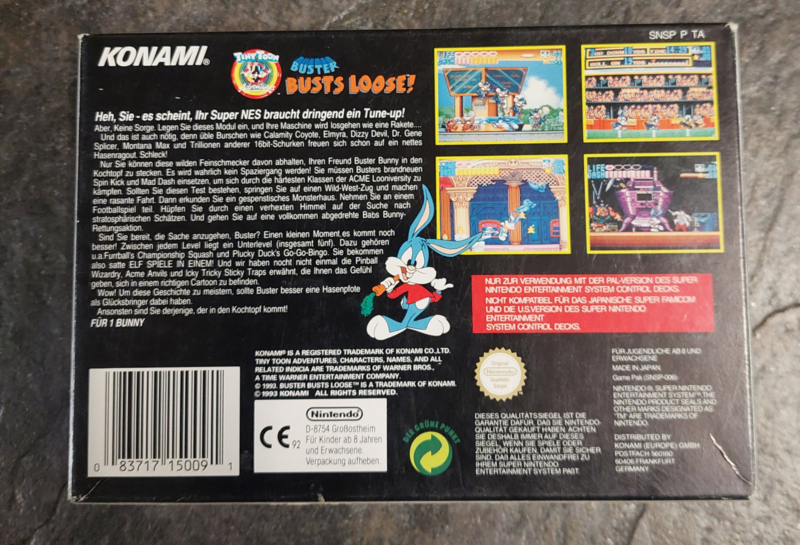 SNSP P TA
KONAMI®
TINY TOON
BUSTER
BUSTS LOOSE!
Heh, Sie - es scheint, Ihr Super NES braucht dringend ein Tune-up!
Aber, Keine Sorge. Legen Sie dieses Modul ein, und Ihre Maschine wird losgehen wie eine Rakete....
Und das ist auch nötig, denn üble Burschen wie Calamity Coyote, Elmyra, Dizzy Devil, Dr. Gene
Splicer, Montana Max und Trillionen anderer 16bit-Schurken freuen sich schon auf ein nettes
Hasenragout. Schleck!
Nur Sie können diese wilden Feinschmecker davon abhalten, Ihren Freund Buster Bunny in den
Kochtopf zu stecken. Es wird wahrlich kein Spaziergang werden! Sie müssen Busters brandneuen
Spin Kick und Mad Dash einsetzen, um sich durch die härtesten Klassen der ACME Looniversity zu
kämpfen. Sollten Sie diesen Test bestehen, springen Sie auf einen Wild-West-Zug und machen
eine rasante Fahrt. Dann erkunden Sie ein gespenstisches Monsterhaus. Nehmen Sie an einem
Footballspiel teil. Hüpfen Sie durch einen verhexten Himmel auf der Suche nach
stratosphärischen Schätzen. Und gehen Sie auf eine vollkommen abgedrehte Babs Bunny-
Rettungsaktion.
Sind Sie bereit, die Sache anzugehen, Buster? Einen kleinen Moment, es kommt noch
besser! Zwischen jedem Level liegt ein Unterlevel (insgesamt fünf). Dazu gehören
u.a. Furrball's Championship Squash und Plucky Duck's Go-Go-Bingo. Sie bekommen
also satte ELF SPIELE IN EINEM! Und wir haben noch nicht einmal die Pinball
Wizardry, Acme Anvils und Icky Tricky Sticky Traps erwähnt, die Ihnen das Gefühl
geben, sich in einem richtigen Cartoon zu befinden.
Wow! Um diese Geschichte zu meistern, sollte Buster besser eine Hasenpfote
als Glücksbringer dabei haben.
Ansonsten sind Sie derjenige, der in den Kochtopf kommt!
FÜR 1 BUNNY
NUR ZUR VERWENDUNG MIT DER PAL-VERSION DES SUPER
NINTENDO ENTERTAINMENT SYSTEM CONTROL DECKS.
NICHT KOMPATIBEL FÜR DAS JAPANISCHE SUPER FAMICOM
UND DIE U.S.VERSION DES SUPER NINTENDO
ENTERTAINMENT
SYSTEM CONTROL DECKS.
KONAMI® IS A REGISTERED TRADEMARK OF KONAMI CO.,LTD.
TINY TOON ADVENTURES, CHARACTERS, NAMES, AND ALL
RELATED INDICIA ARE TRADEMARKS OF WARNER BROS.,
A TIME WARNER ENTERTAINMENT COMPANY.
© 1993. BUSTER BUSTS LOOSE™ IS A TRADEMARK OF KONAMI.
© 1993 KONAMI ALL RIGHTS RESERVED.
0 83717 15009 1
CE 92
Nintendo
D-8754 Großostheim
Für Kinder ab 8 Jahren
und Erwachsene.
Verpackung aufheben.
DER GRÜNE PUNKT
Original
Nintendo
DIESES QUALITÄTSSIEGEL IST DIE
GARANTIE DAFÜR, DAß SIE NINTENDO-
QUALITÄT GEKAUFT HABEN, ACHTEN
SIE DESHALB IMMER AUF DIESES
SIEGEL, WENN SIE SPIELE ODER
ZUBEHÖR KAUFEN, DAMIT SIE SICHER
SIND, DAß ALLES EINWANDFREI ZU
IHREM SUPER NINTENDO
ENTERTAINMENT SYSTEM PAßT
FÜR JUGENDLICHE AB 8 UND
ERWACHSENE
MADE IN JAPAN
Game Pak (SNSP-006)
NINTENDO ®, SUPER NINTENDO
ENTERTAINMENT SYSTEM™, THE
NINTENDO PRODUCT SEALS AND
OTHER MARKS DESIGNATED AS
"TM" ARE TRADEMARKS OF
NINTENDO.
DISTRIBUTED BY
KONAMI (EUROPE) GMBH
POSTFACH 560180
60406 FRANKFURT
GERMANY